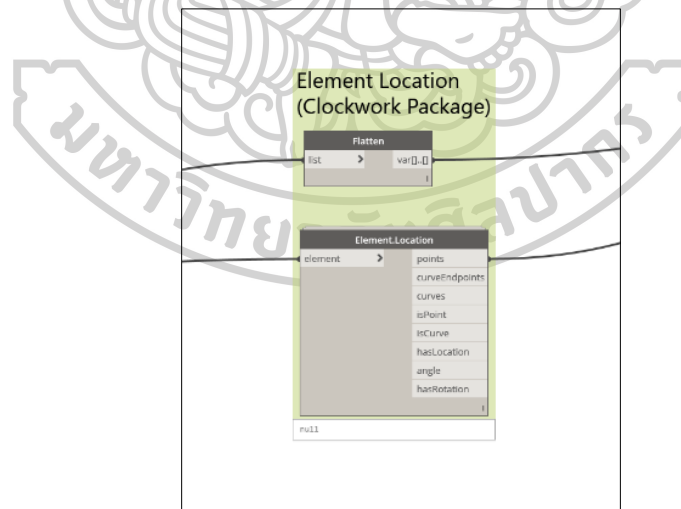 Element Location
(Clockwork Package)
Flatten
list > var[]..[]
l
Element.Location
element > points
curveEndpoints
curves
isPoint
isCurve
hasLocation
angle
hasRotation
l
null